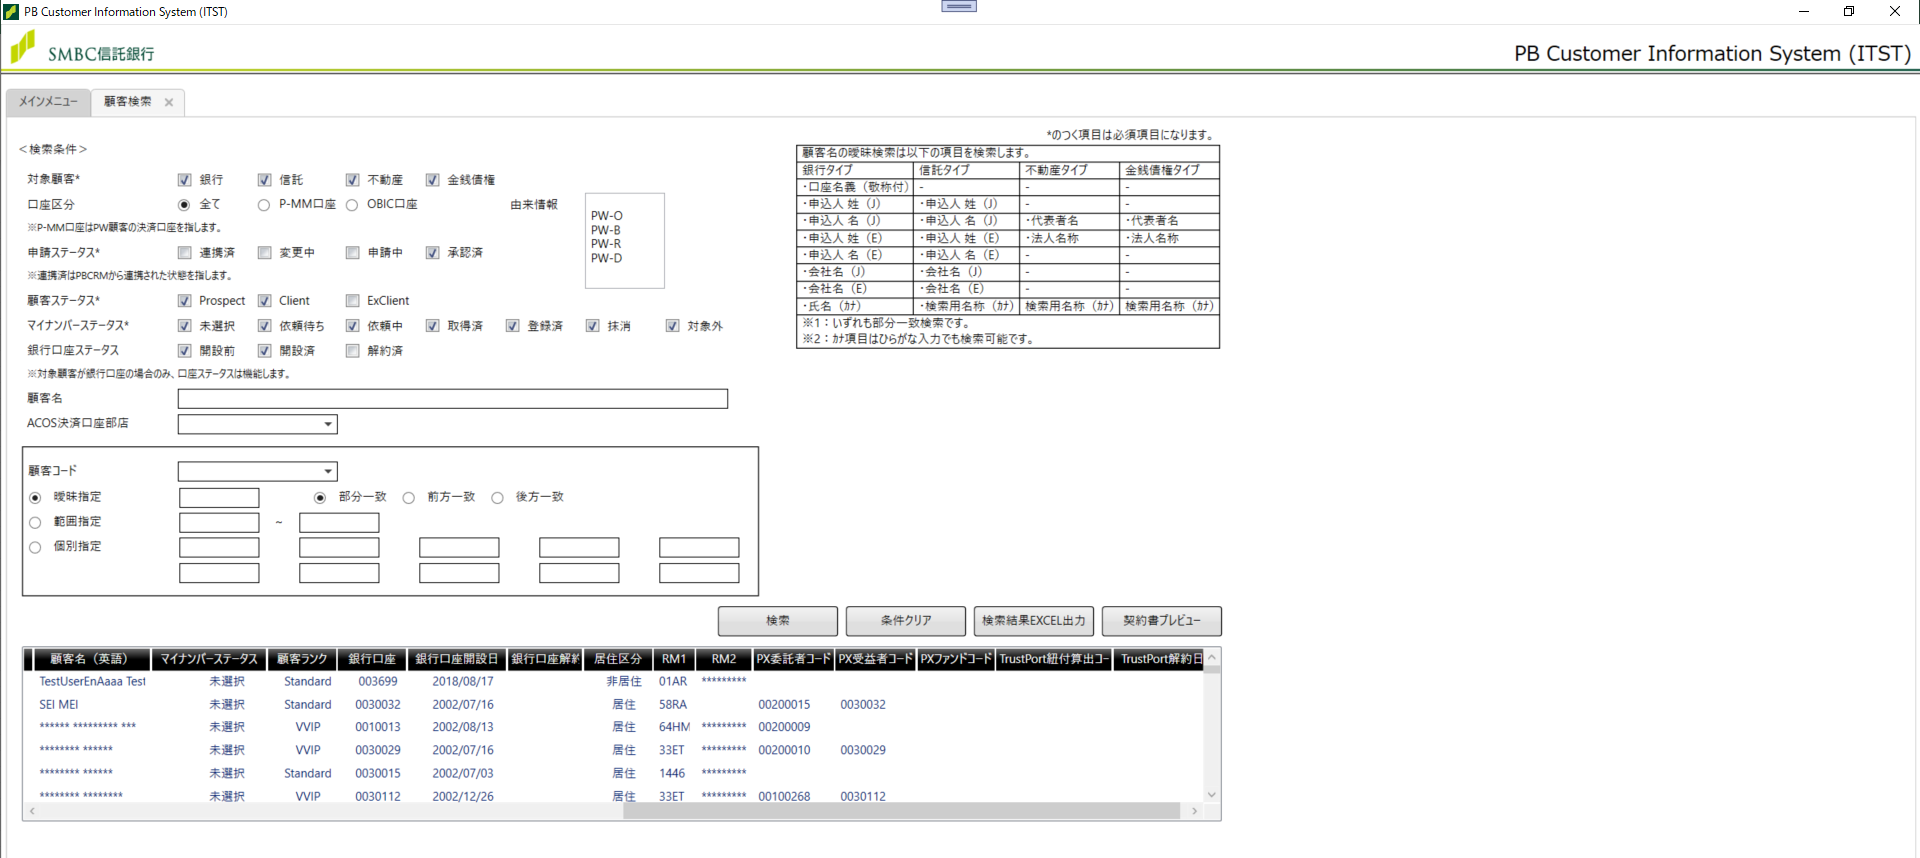 PB Customer Information System (ITST)
SMBC信託銀行
PB Customer Information System (ITST)
メインメニュー 顧客検索
*のつく項目は必須項目になります。
<検索条件>
対象顧客* 銀行 信託 不動産 金銭債権
口座区分 全て P-MM口座 OBIC口座 由来情報
PW-O
PW-B
PW-R
PW-D
※P-MM口座はPW顧客の決済口座を指します。
申請ステータス* 連携済 変更中 申請中 承認済
※連携済はPBCRMから連携された状態を指します。
顧客ステータス* Prospect Client ExClient
マイナンバーステータス* 未選択 依頼待ち 依頼中 取得済 登録済 抹消 対象外
銀行口座ステータス 開設前 開設済 解約済
※対象顧客が銀行口座の場合のみ、口座ステータスは機能します。
顧客名
ACOS決済口座部店
顧客名の曖昧検索は以下の項目を検索します。
銀行タイプ 信託タイプ 不動産タイプ 金銭債権タイプ
・口座名義（敬称付） - - -
・申込人 姓（J） ・申込人 姓（J） - -
・申込人 名（J） ・申込人 名（J） ・代表者名 ・代表者名
・申込人 姓（E） ・申込人 姓（E） ・法人名称 ・法人名称
・申込人 名（E） ・申込人 名（E） - -
・会社名（J） ・会社名（J） - -
・会社名（E） ・会社名（E） - -
・氏名（ｶﾅ） ・検索用名称（ｶﾅ） 検索用名称（ｶﾅ） 検索用名称（ｶﾅ）
※1：いずれも部分一致検索です。
※2：ｶﾅ項目はひらがな入力でも検索可能です。
顧客コード
曖昧指定 部分一致 前方一致 後方一致
範囲指定 ~
個別指定
検索 条件クリア 検索結果EXCEL出力 契約書プレビュー
顧客名（英語） マイナンバーステータス 顧客ランク 銀行口座 銀行口座開設日 銀行口座解約 居住区分 RM1 RM2 PX委託者コード PX受益者コード PXファンドコード TrustPort紐付算出コー TrustPort解約日
TestUserEnAaaa Test 未選択 Standard 003699 2018/08/17 非居住 01AR *********
SEI MEI 未選択 Standard 0030032 2002/07/16 居住 58RA 00200015 0030032
****** ********* *** 未選択 VVIP 0010013 2002/08/13 居住 64HM ********* 00200009
******** ****** 未選択 VVIP 0030029 2002/07/16 居住 33ET ********* 00200010 0030029
******** ****** 未選択 Standard 0030015 2002/07/03 居住 1446 *********
******** ******** 未選択 VVIP 0030112 2002/12/26 居住 33ET ********* 00100268 0030112